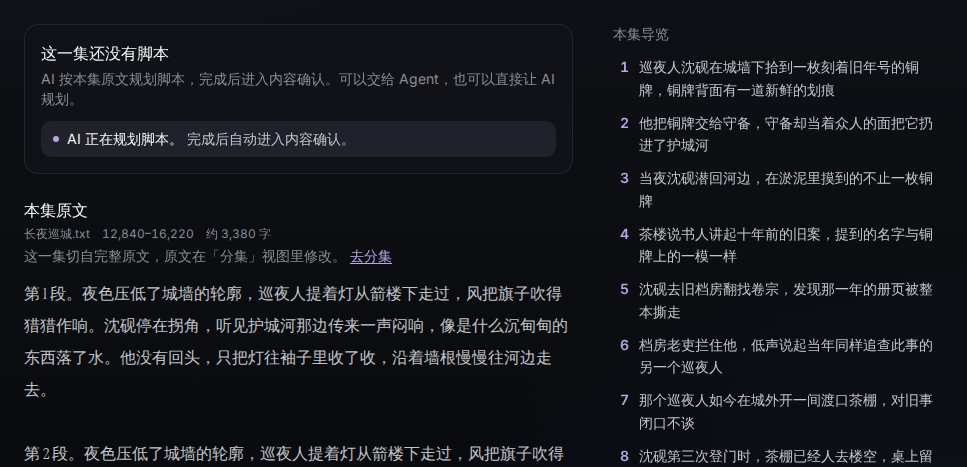 这一集还没有脚本
AI 按本集原文规划脚本，完成后进入内容确认。可以交给 Agent，也可以直接让 AI
规划。
AI 正在规划脚本。 完成后自动进入内容确认。
本集原文
长夜巡城.txt 12,840–16,220 约 3,380 字
这一集切自完整原文，原文在「分集」视图里修改。 去分集
第1段。夜色压低了城墙的轮廓，巡夜人提着灯从箭楼下走过，风把旗子吹得
猎猎作响。沈砚停在拐角，听见护城河那边传来一声闷响，像是什么沉甸甸的
东西落了水。他没有回头，只把灯往袖子里收了收，沿着墙根慢慢往河边走
去。
第2段。夜色压低了城墙的轮廓，巡夜人提着灯从箭楼下走过，风把旗子吹得
本集导览
1 巡夜人沈砚在城墙下拾到一枚刻着旧年号的铜
牌，铜牌背面有一道新鲜的划痕
2 他把铜牌交给守备，守备却当着众人的面把它扔
进了护城河
3 当夜沈砚潜回河边，在淤泥里摸到的不止一枚铜
牌
4 茶楼说书人讲起十年前的旧案，提到的名字与铜
牌上的一模一样
5 沈砚去旧档房翻找卷宗，发现那一年的册页被整
本撕走
6 档房老吏拦住他，低声说起当年同样追查此事的
另一个巡夜人
7 那个巡夜人如今在城外开一间渡口茶棚，对旧事
闭口不谈
8 沈砚第三次登门时，茶棚已经人去楼空，桌上留